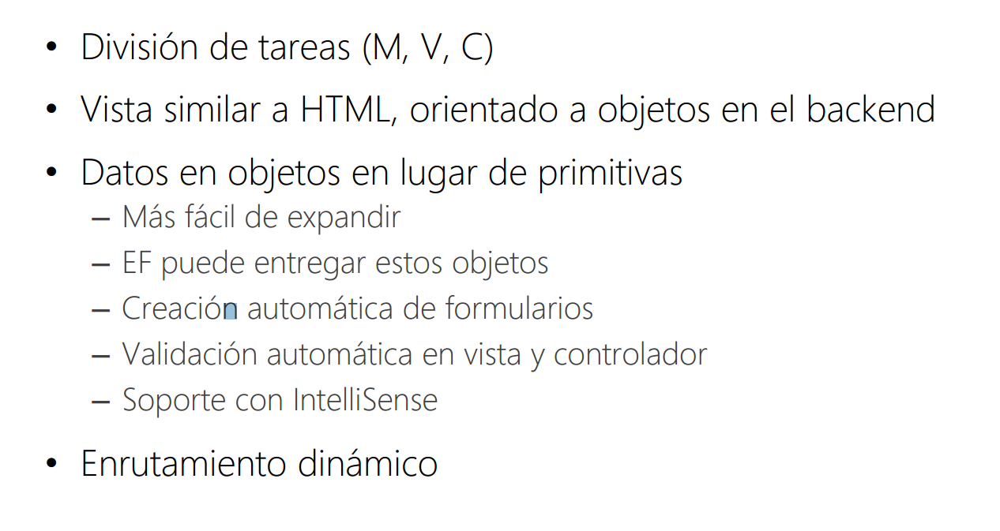 • División de tareas (M, V, C)
• Vista similar a HTML, orientado a objetos en el backend
• Datos en objetos en lugar de primitivas
– Más fácil de expandir
– EF puede entregar estos objetos
– Creación automática de formularios
– Validación automática en vista y controlador
– Soporte con IntelliSense
• Enrutamiento dinámico